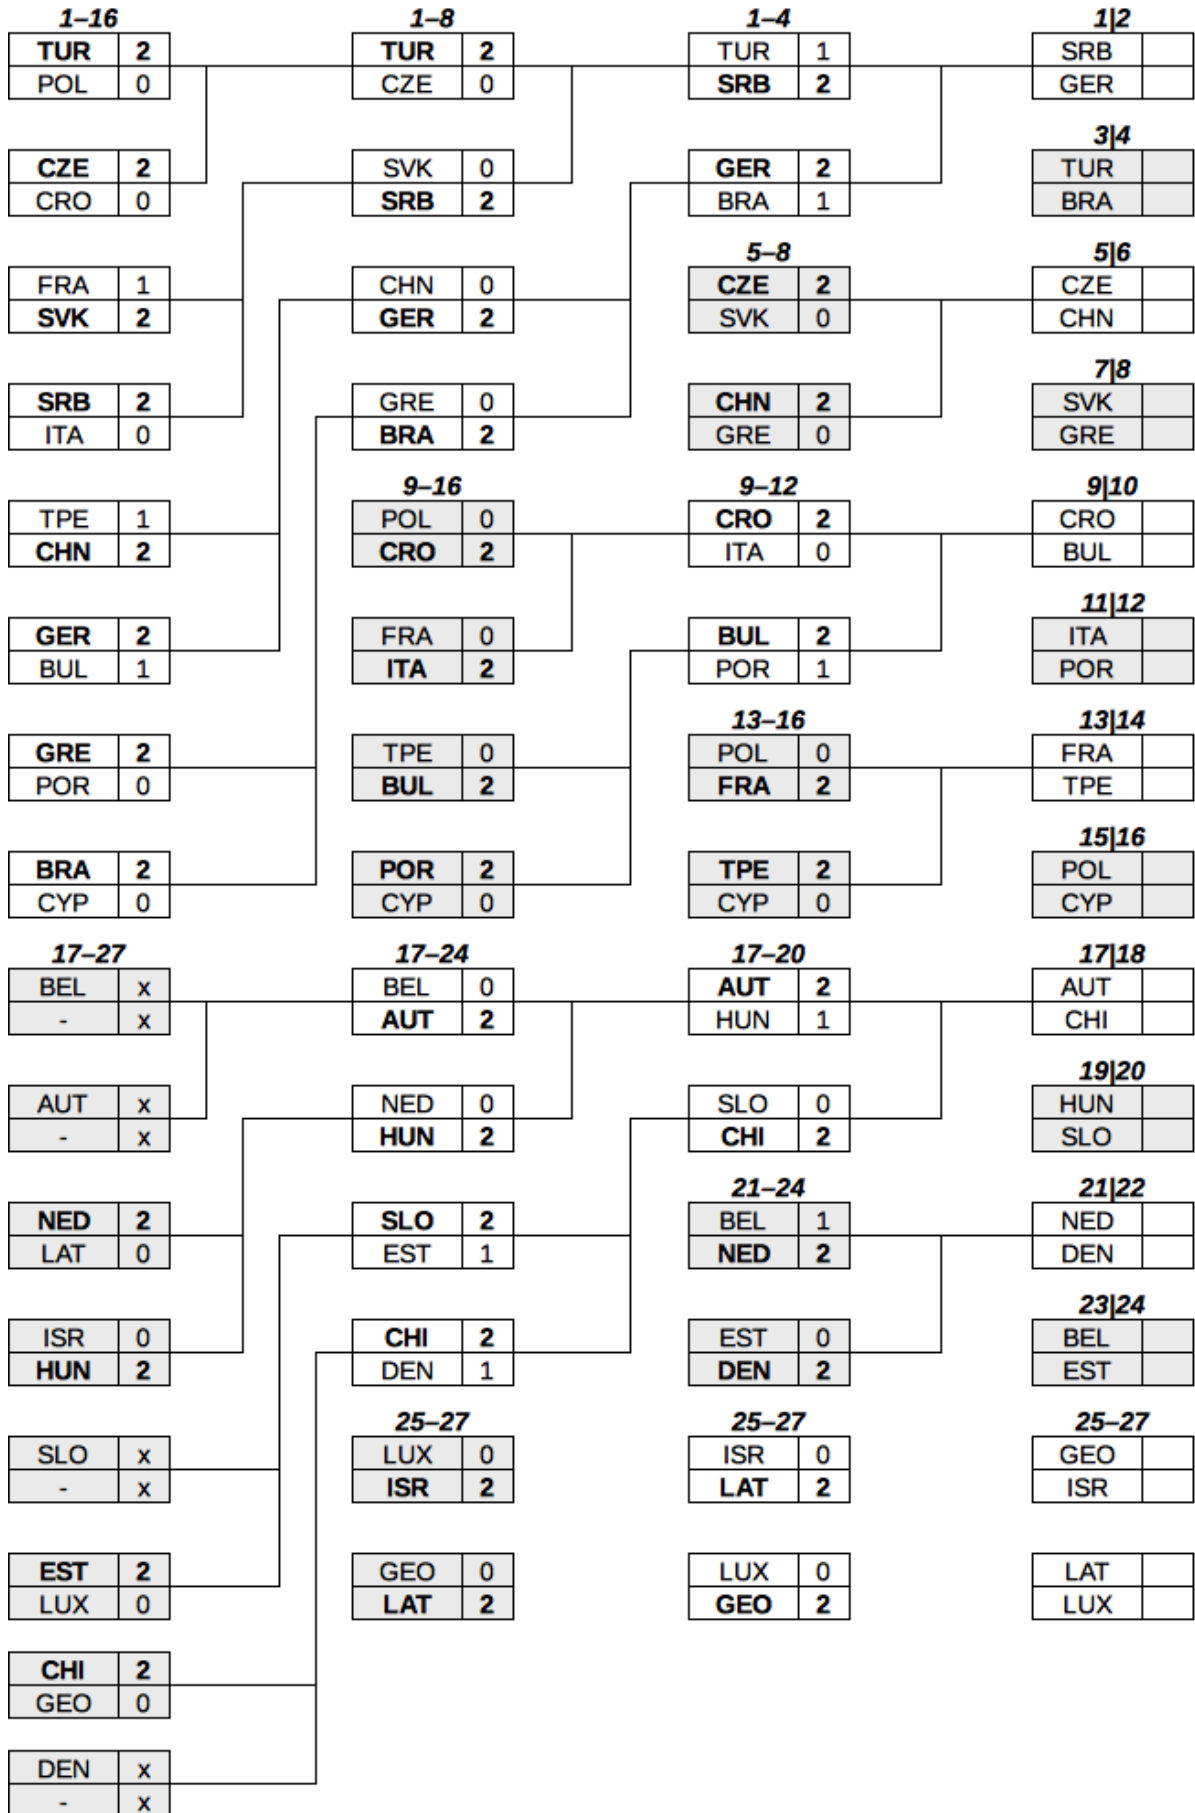 1–16 1–8 1–4 1|2
TUR 2 TUR 2 TUR 1 SRB
POL 0 CZE 0 SRB 2 GER
3|4
CZE 2 SVK 0 GER 2 TUR
CRO 0 SRB 2 BRA 1 BRA
5–8 5|6
FRA 1 CHN 0 CZE 2 CZE
SVK 2 GER 2 SVK 0 CHN
7|8
SRB 2 GRE 0 CHN 2 SVK
ITA 0 BRA 2 GRE 0 GRE
9–16 9–12 9|10
TPE 1 POL 0 CRO 2 CRO
CHN 2 CRO 2 ITA 0 BUL
11|12
GER 2 FRA 0 BUL 2 ITA
BUL 1 ITA 2 POR 1 POR
13–16 13|14
GRE 2 TPE 0 POL 0 FRA
POR 0 BUL 2 FRA 2 TPE
15|16
BRA 2 POR 2 TPE 2 POL
CYP 0 CYP 0 CYP 0 CYP
17–27 17–24 17–20 17|18
BEL x BEL 0 AUT 2 AUT
- x AUT 2 HUN 1 CHI
19|20
AUT x NED 0 SLO 0 HUN
- x HUN 2 CHI 2 SLO
21–24 21|22
NED 2 SLO 2 BEL 1 NED
LAT 0 EST 1 NED 2 DEN
23|24
ISR 0 CHI 2 EST 0 BEL
HUN 2 DEN 1 DEN 2 EST
25–27 25–27 25–27
SLO x LUX 0 ISR 0 GEO
- x ISR 2 LAT 2 ISR
EST 2 GEO 0 LUX 0 LAT
LUX 0 LAT 2 GEO 2 LUX
CHI 2
GEO 0
DEN x
- x